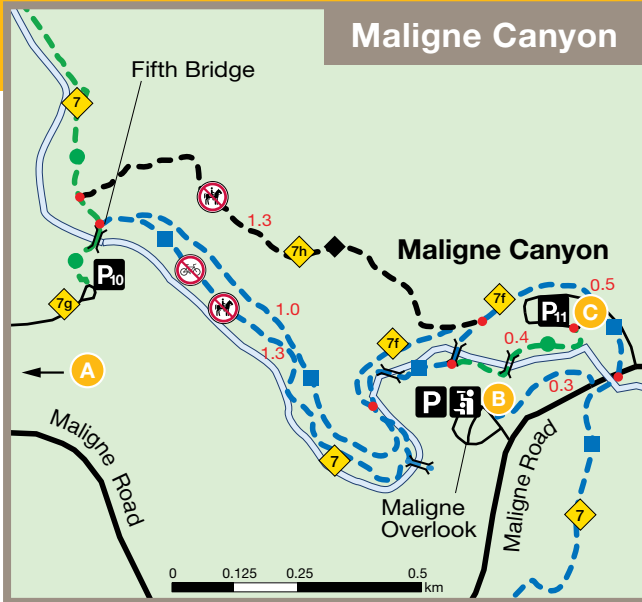 Maligne Canyon
Fifth Bridge
7
1.3
7h
Maligne Canyon
P10
7g
1.0
7f
0.5
P11
C
7f
0.4
1.3
A
P
B
0.3
7
Maligne Road
Maligne
Overlook
Maligne Road
7
0 0.125 0.25 0.5
km